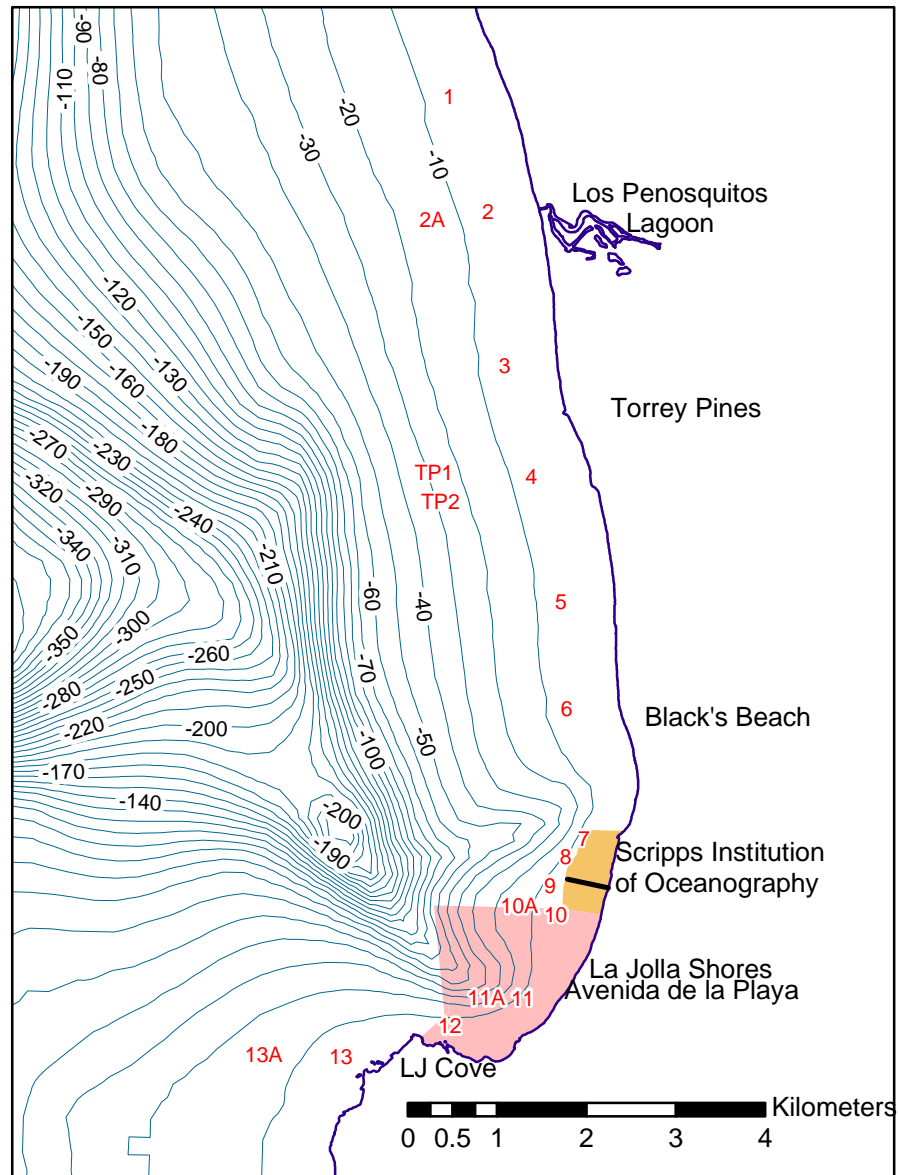 -90
-80
-110
1
-20
-30
-10
2
2A
Los Penosquitos
Lagoon
-120
-150
-130
-160
-190
3
Torrey Pines
-180
-270
-230
-320
-290
-240
TP1
TP2
4
-340
-310
-210
-60
-40
5
-350
-300
-260
-280
-250
-70
-220
-200
6
Black's Beach
-100
-50
-170
-140
-200
-190
7
8
9
Scripps Institution
of Oceanography
10A
10
La Jolla Shores
Avenida de la Playa
11A
11
12
13A
13
LJ Cove
Kilometers
0 0.5 1 2 3 4